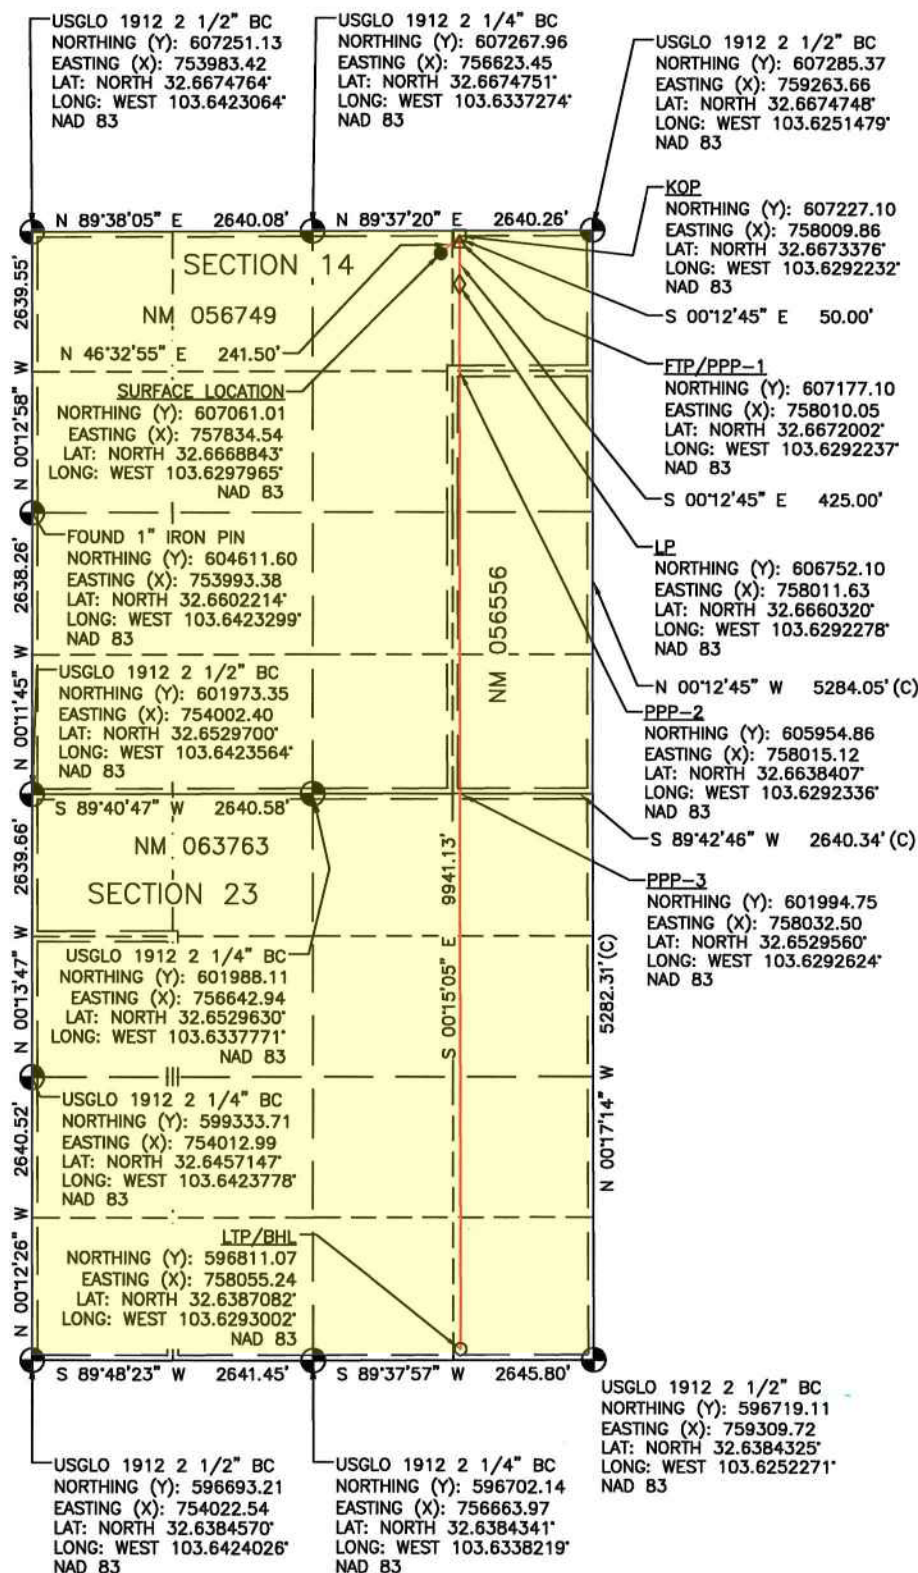 USGLO 1912 2 1/2" BC
NORTHING (Y): 607251.13
EASTING (X): 753983.42
LAT: NORTH 32.6674764°
LONG: WEST 103.6423064°
NAD 83
USGLO 1912 2 1/4" BC
NORTHING (Y): 607267.96
EASTING (X): 756623.45
LAT: NORTH 32.6674751°
LONG: WEST 103.6337274°
NAD 83
USGLO 1912 2 1/2" BC
NORTHING (Y): 607285.37
EASTING (X): 759263.66
LAT: NORTH 32.6674748°
LONG: WEST 103.6251479°
NAD 83
N 89°38'05" E 2640.08'
N 89°37'20" E 2640.26'
KOP
NORTHING (Y): 607227.10
EASTING (X): 758009.86
LAT: NORTH 32.6673376°
LONG: WEST 103.6292232°
NAD 83
S 00°12'45" E 50.00'
SECTION 14
NM 056749
N 46°32'55" E 241.50'
FTP/PPP-1
NORTHING (Y): 607177.10
EASTING (X): 758010.05
LAT: NORTH 32.6672002°
LONG: WEST 103.6292237°
NAD 83
S 00°12'45" E 425.00'
SURFACE LOCATION
NORTHING (Y): 607061.01
EASTING (X): 757834.54
LAT: NORTH 32.6668843°
LONG: WEST 103.6297965°
NAD 83
N 00°12'58" W 2639.55'
LP
NORTHING (Y): 606752.10
EASTING (X): 758011.63
LAT: NORTH 32.6660320°
LONG: WEST 103.6292278°
NAD 83
FOUND 1" IRON PIN
NORTHING (Y): 604611.60
EASTING (X): 753993.38
LAT: NORTH 32.6602214°
LONG: WEST 103.6423299°
NAD 83
NM 056556
N 00°12'45" W 5284.05' (C)
USGLO 1912 2 1/2" BC
NORTHING (Y): 601973.35
EASTING (X): 754002.40
LAT: NORTH 32.6529700°
LONG: WEST 103.6423564°
NAD 83
N 00°11'45" W 2638.26'
PPP-2
NORTHING (Y): 605954.86
EASTING (X): 758015.12
LAT: NORTH 32.6638407°
LONG: WEST 103.6292336°
NAD 83
S 89°40'47" W 2640.58'
S 89°42'46" W 2640.34' (C)
NM 063763
SECTION 23
PPP-3
NORTHING (Y): 601994.75
EASTING (X): 758032.50
LAT: NORTH 32.6529560°
LONG: WEST 103.6292624°
NAD 83
S 00°15'05" E 9941.13'
USGLO 1912 2 1/4" BC
NORTHING (Y): 601988.11
EASTING (X): 756642.94
LAT: NORTH 32.6529630°
LONG: WEST 103.6337771°
NAD 83
N 00°13'47" W 2639.66'
N 00°17'14" W 5282.31' (C)
USGLO 1912 2 1/4" BC
NORTHING (Y): 599333.71
EASTING (X): 754012.99
LAT: NORTH 32.6457147°
LONG: WEST 103.6423778°
NAD 83
LTP/BHL
NORTHING (Y): 596811.07
EASTING (X): 758055.24
LAT: NORTH 32.6387082°
LONG: WEST 103.6293002°
NAD 83
N 00°12'26" W 2640.52'
S 89°48'23" W 2641.45'
S 89°37'57" W 2645.80'
USGLO 1912 2 1/2" BC
NORTHING (Y): 596719.11
EASTING (X): 759309.72
LAT: NORTH 32.6384325°
LONG: WEST 103.6252271°
NAD 83
USGLO 1912 2 1/2" BC
NORTHING (Y): 596693.21
EASTING (X): 754022.54
LAT: NORTH 32.6384570°
LONG: WEST 103.6424026°
NAD 83
USGLO 1912 2 1/4" BC
NORTHING (Y): 596702.14
EASTING (X): 756663.97
LAT: NORTH 32.6384341°
LONG: WEST 103.6338219°
NAD 83